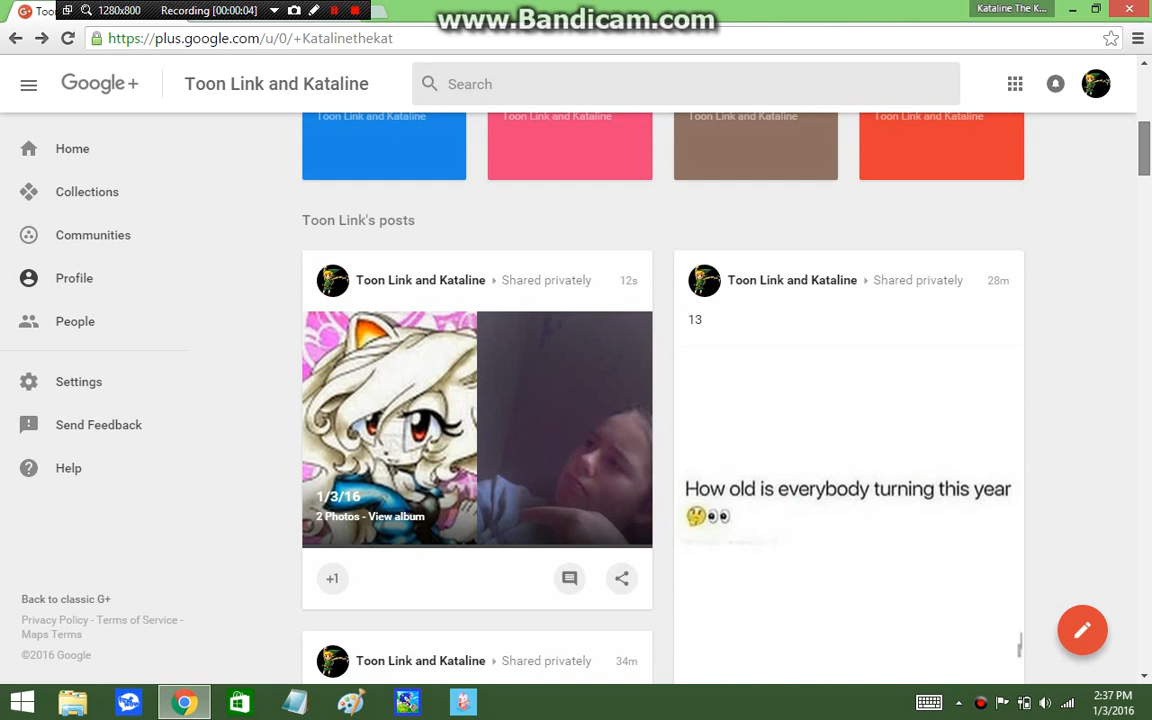 1280x800
Recording [00:00:04]
www.Bandicam.com
Kataline The K...
https://plus.google.com/u/0/+Katalinethekat
Google+
Toon Link and Kataline
Search
Toon Link and Kataline
Toon Link and Kataline
Toon Link and Kataline
Toon Link and Kataline
Home
Collections
Communities
Profile
People
Settings
Send Feedback
Help
Back to classic G+
Privacy Policy - Terms of Service -
Maps Terms
©2016 Google
Toon Link's posts
Toon Link and Kataline
Shared privately
12s
1/3/16
2 Photos - View album
+1
Toon Link and Kataline
Shared privately
34m
Toon Link and Kataline
Shared privately
28m
13
How old is everybody turning this year
2:37 PM
1/3/2016